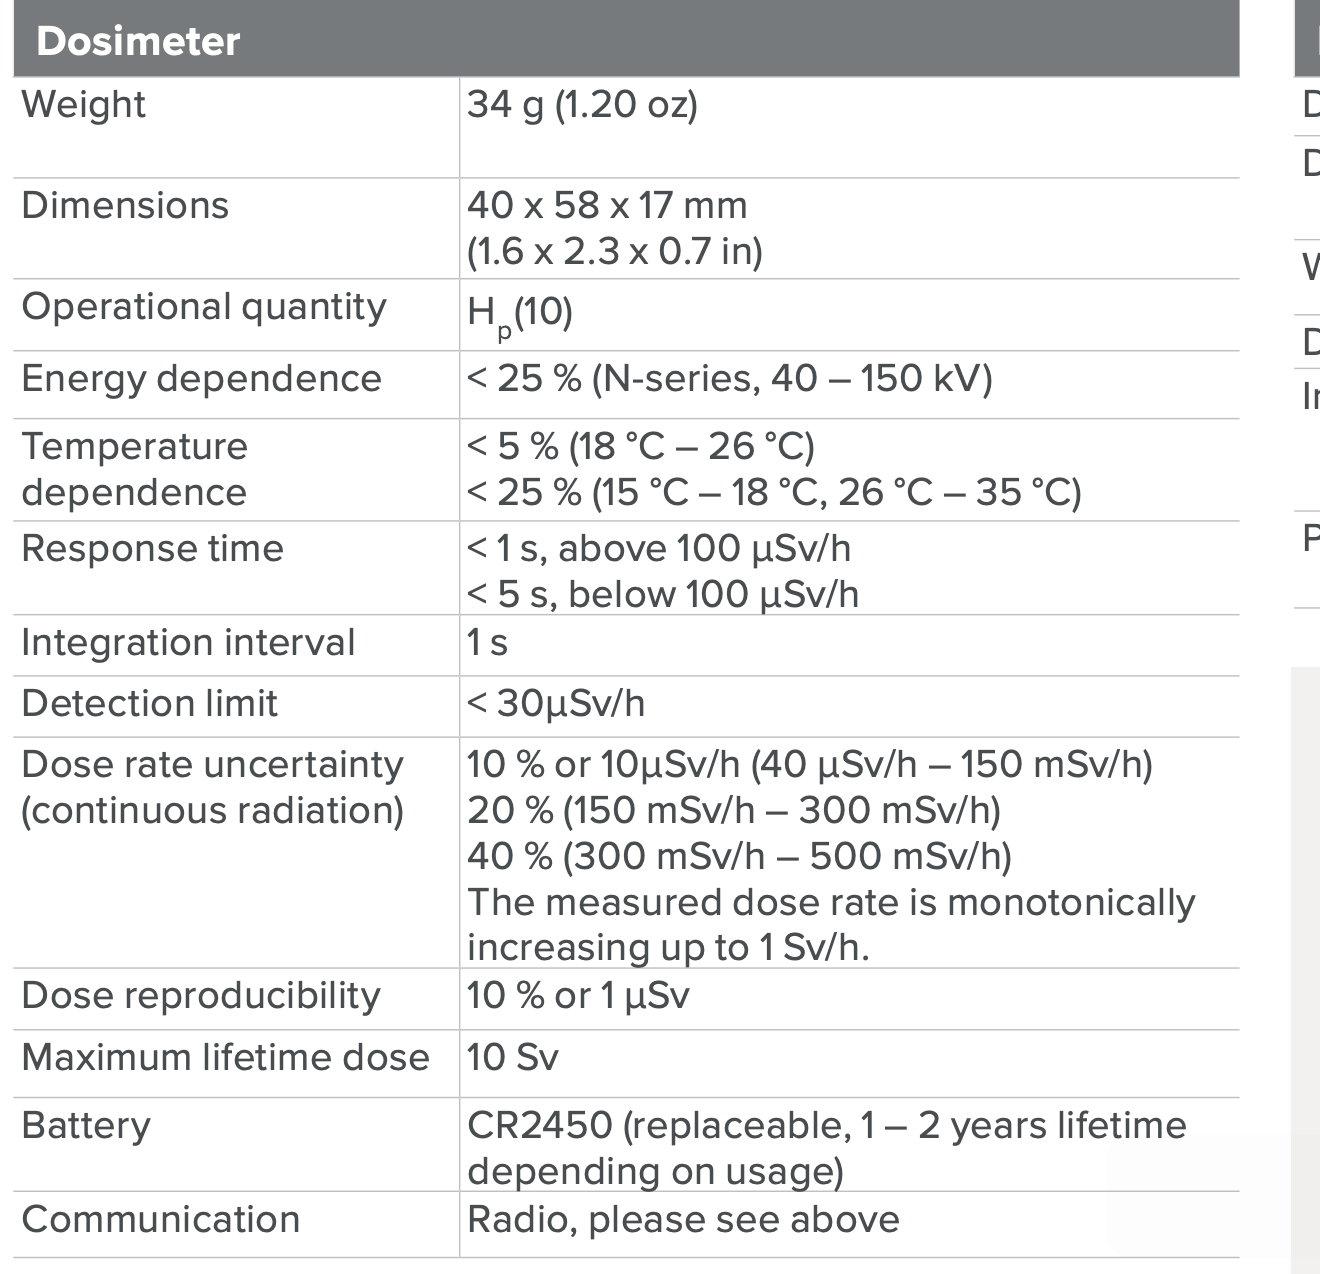 Dosimeter
Weight
34 g (1.20 oz)
Dimensions
40 x 58 x 17 mm
(1.6 x 2.3 x 0.7 in)
Operational quantity
Hp(10)
Energy dependence
< 25 % (N-series, 40 – 150 kV)
Temperature
dependence
< 5 % (18 °C – 26 °C)
< 25 % (15 °C – 18 °C, 26 °C – 35 °C)
Response time
< 1 s, above 100 µSv/h
< 5 s, below 100 µSv/h
Integration interval
1 s
Detection limit
< 30µSv/h
Dose rate uncertainty
(continuous radiation)
10 % or 10µSv/h (40 µSv/h – 150 mSv/h)
20 % (150 mSv/h – 300 mSv/h)
40 % (300 mSv/h – 500 mSv/h)
The measured dose rate is monotonically
increasing up to 1 Sv/h.
Dose reproducibility
10 % or 1 µSv
Maximum lifetime dose
10 Sv
Battery
CR2450 (replaceable, 1 – 2 years lifetime
depending on usage)
Communication
Radio, please see above